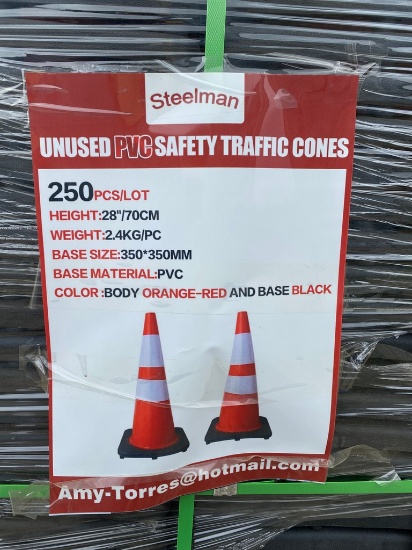 Steelman
UNUSED PVC SAFETY TRAFFIC CONES
250PCS/LOT
HEIGHT:28"/70CM
WEIGHT:2.4KG/PC
BASE SIZE:350*350MM
BASE MATERIAL:PVC
COLOR :BODY ORANGE-RED AND BASE BLACK
Amy-Torres@hotmail.com